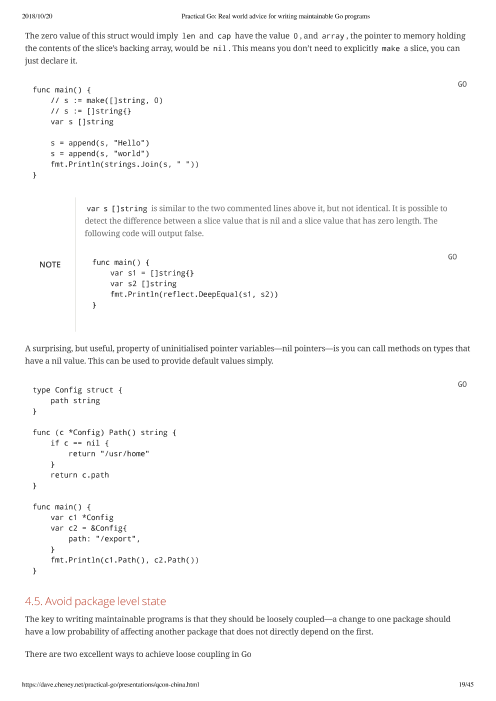 2018/10/20 Practical Go: Real world advice for writing maintainable Go programs
The zero value of this struct would imply len and cap have the value 0, and array, the pointer to memory holding
the contents of the slice's backing array, would be nil. This means you don't need to explicitly make a slice, you can
just declare it.
GO
func main() {
    // s := make([]string, 0)
    // s := []string{}
    var s []string

    s = append(s, "Hello")
    s = append(s, "world")
    fmt.Println(strings.Join(s, " "))
}
var s []string is similar to the two commented lines above it, but not identical. It is possible to
detect the difference between a slice value that is nil and a slice value that has zero length. The
following code will output false.
NOTE
GO
func main() {
    var s1 = []string{}
    var s2 []string
    fmt.Println(reflect.DeepEqual(s1, s2))
}
A surprising, but useful, property of uninitialised pointer variables—nil pointers—is you can call methods on types that
have a nil value. This can be used to provide default values simply.
GO
type Config struct {
    path string
}

func (c *Config) Path() string {
    if c == nil {
        return "/usr/home"
    }
    return c.path
}

func main() {
    var c1 *Config
    var c2 = &Config{
        path: "/export",
    }
    fmt.Println(c1.Path(), c2.Path())
}
4.5. Avoid package level state
The key to writing maintainable programs is that they should be loosely coupled—a change to one package should
have a low probability of affecting another package that does not directly depend on the first.
There are two excellent ways to achieve loose coupling in Go
https://dave.cheney.net/practical-go/presentations/qcon-china.html 19/45